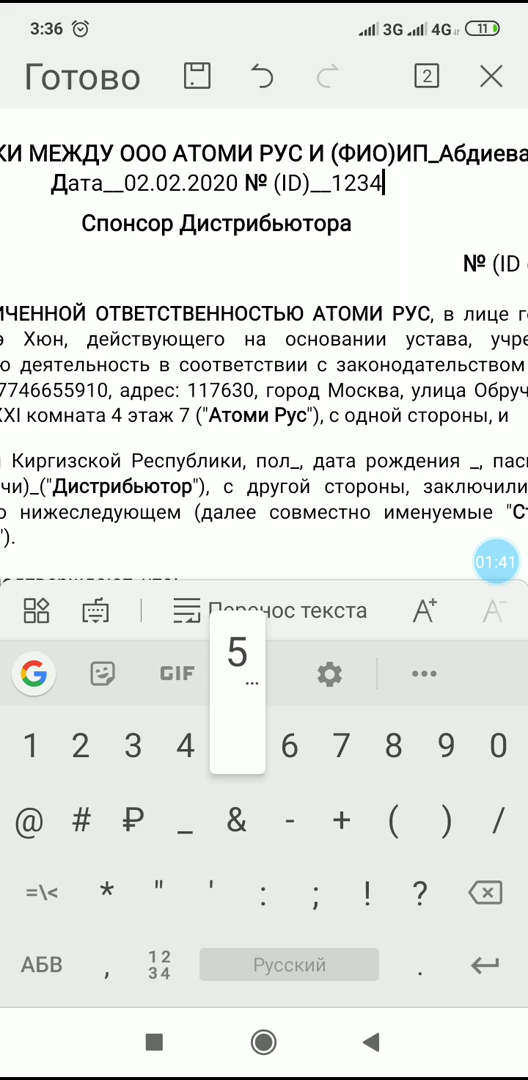 3:36 3G 4G 11
Готово 2
КИ МЕЖДУ ООО АТОМИ РУС И (ФИО)ИП_Абдиева
Дата__02.02.2020 № (ID)__1234
Спонсор Дистрибьютора
№ (ID
ИЧЕННОЙ ОТВЕТСТВЕННОСТЬЮ АТОМИ РУС, в лице г
э Хюн, действующего на основании устава, учре
ю деятельность в соответствии с законодательством
7746655910, адрес: 117630, город Москва, улица Обруч
XXI комната 4 этаж 7 ("Атоми Рус"), с одной стороны, и
Киргизской Республики, пол_, дата рождения _, пасп
чи)_("Дистрибьютор"), с другой стороны, заключили
о нижеследующем (далее совместно именуемые "С
").
01:41
Перенос текста A+ A-
G GIF 5 ...
1 2 3 4 6 7 8 9 0
@ # ₽ _ & - + ( ) /
=\< * " ' : ; ! ?
АБВ , 12 34 Русский .